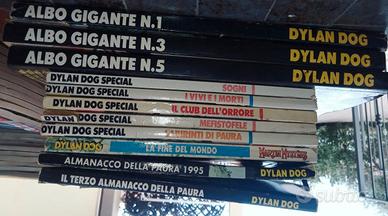 ALBO GIGANTE N.1 DYLAN DOG
ALBO GIGANTE N.3 DYLAN DOG
ALBO GIGANTE N.5 DYLAN DOG
DYLAN DOG SPECIAL SOGNI
DYLAN DOG SPECIAL I VIVI E I MORTI
DYLAN DOG SPECIAL IL CLUB DELL'ORRORE
DYLAN DOG SPECIAL MEFISTOFELE
DYLAN DOG SPECIAL LABIRINTI DI PAURA
DYLAN DOG LA FINE DEL MONDO MARTIN MYSTÈRE
ALMANACCO DELLA PAURA 1995 DYLAN DOG
IL TERZO ALMANACCO DELLA PAURA DYLAN DOG